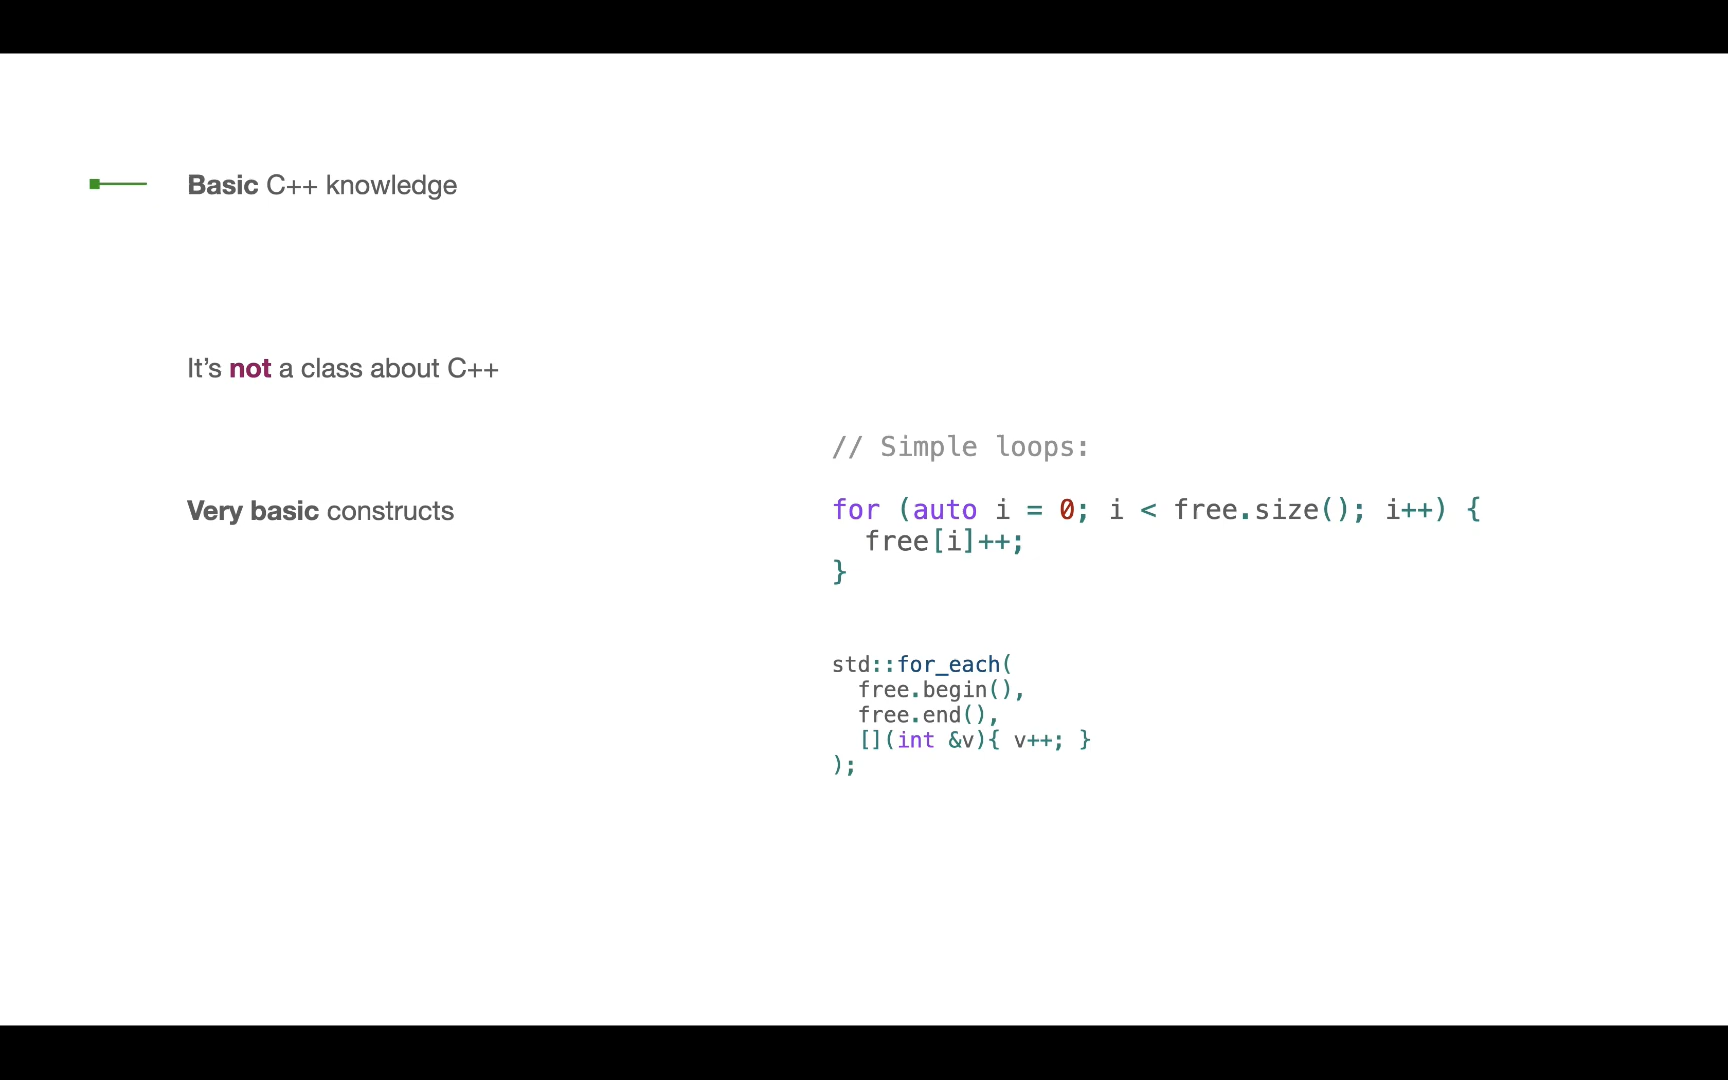 Basic C++ knowledge
It’s not a class about C++
Very basic constructs
// Simple loops:
for (auto i = 0; i < free.size(); i++) {
  free[i]++;
}
std::for_each(
  free.begin(),
  free.end(),
  [](int &v){ v++; }
);